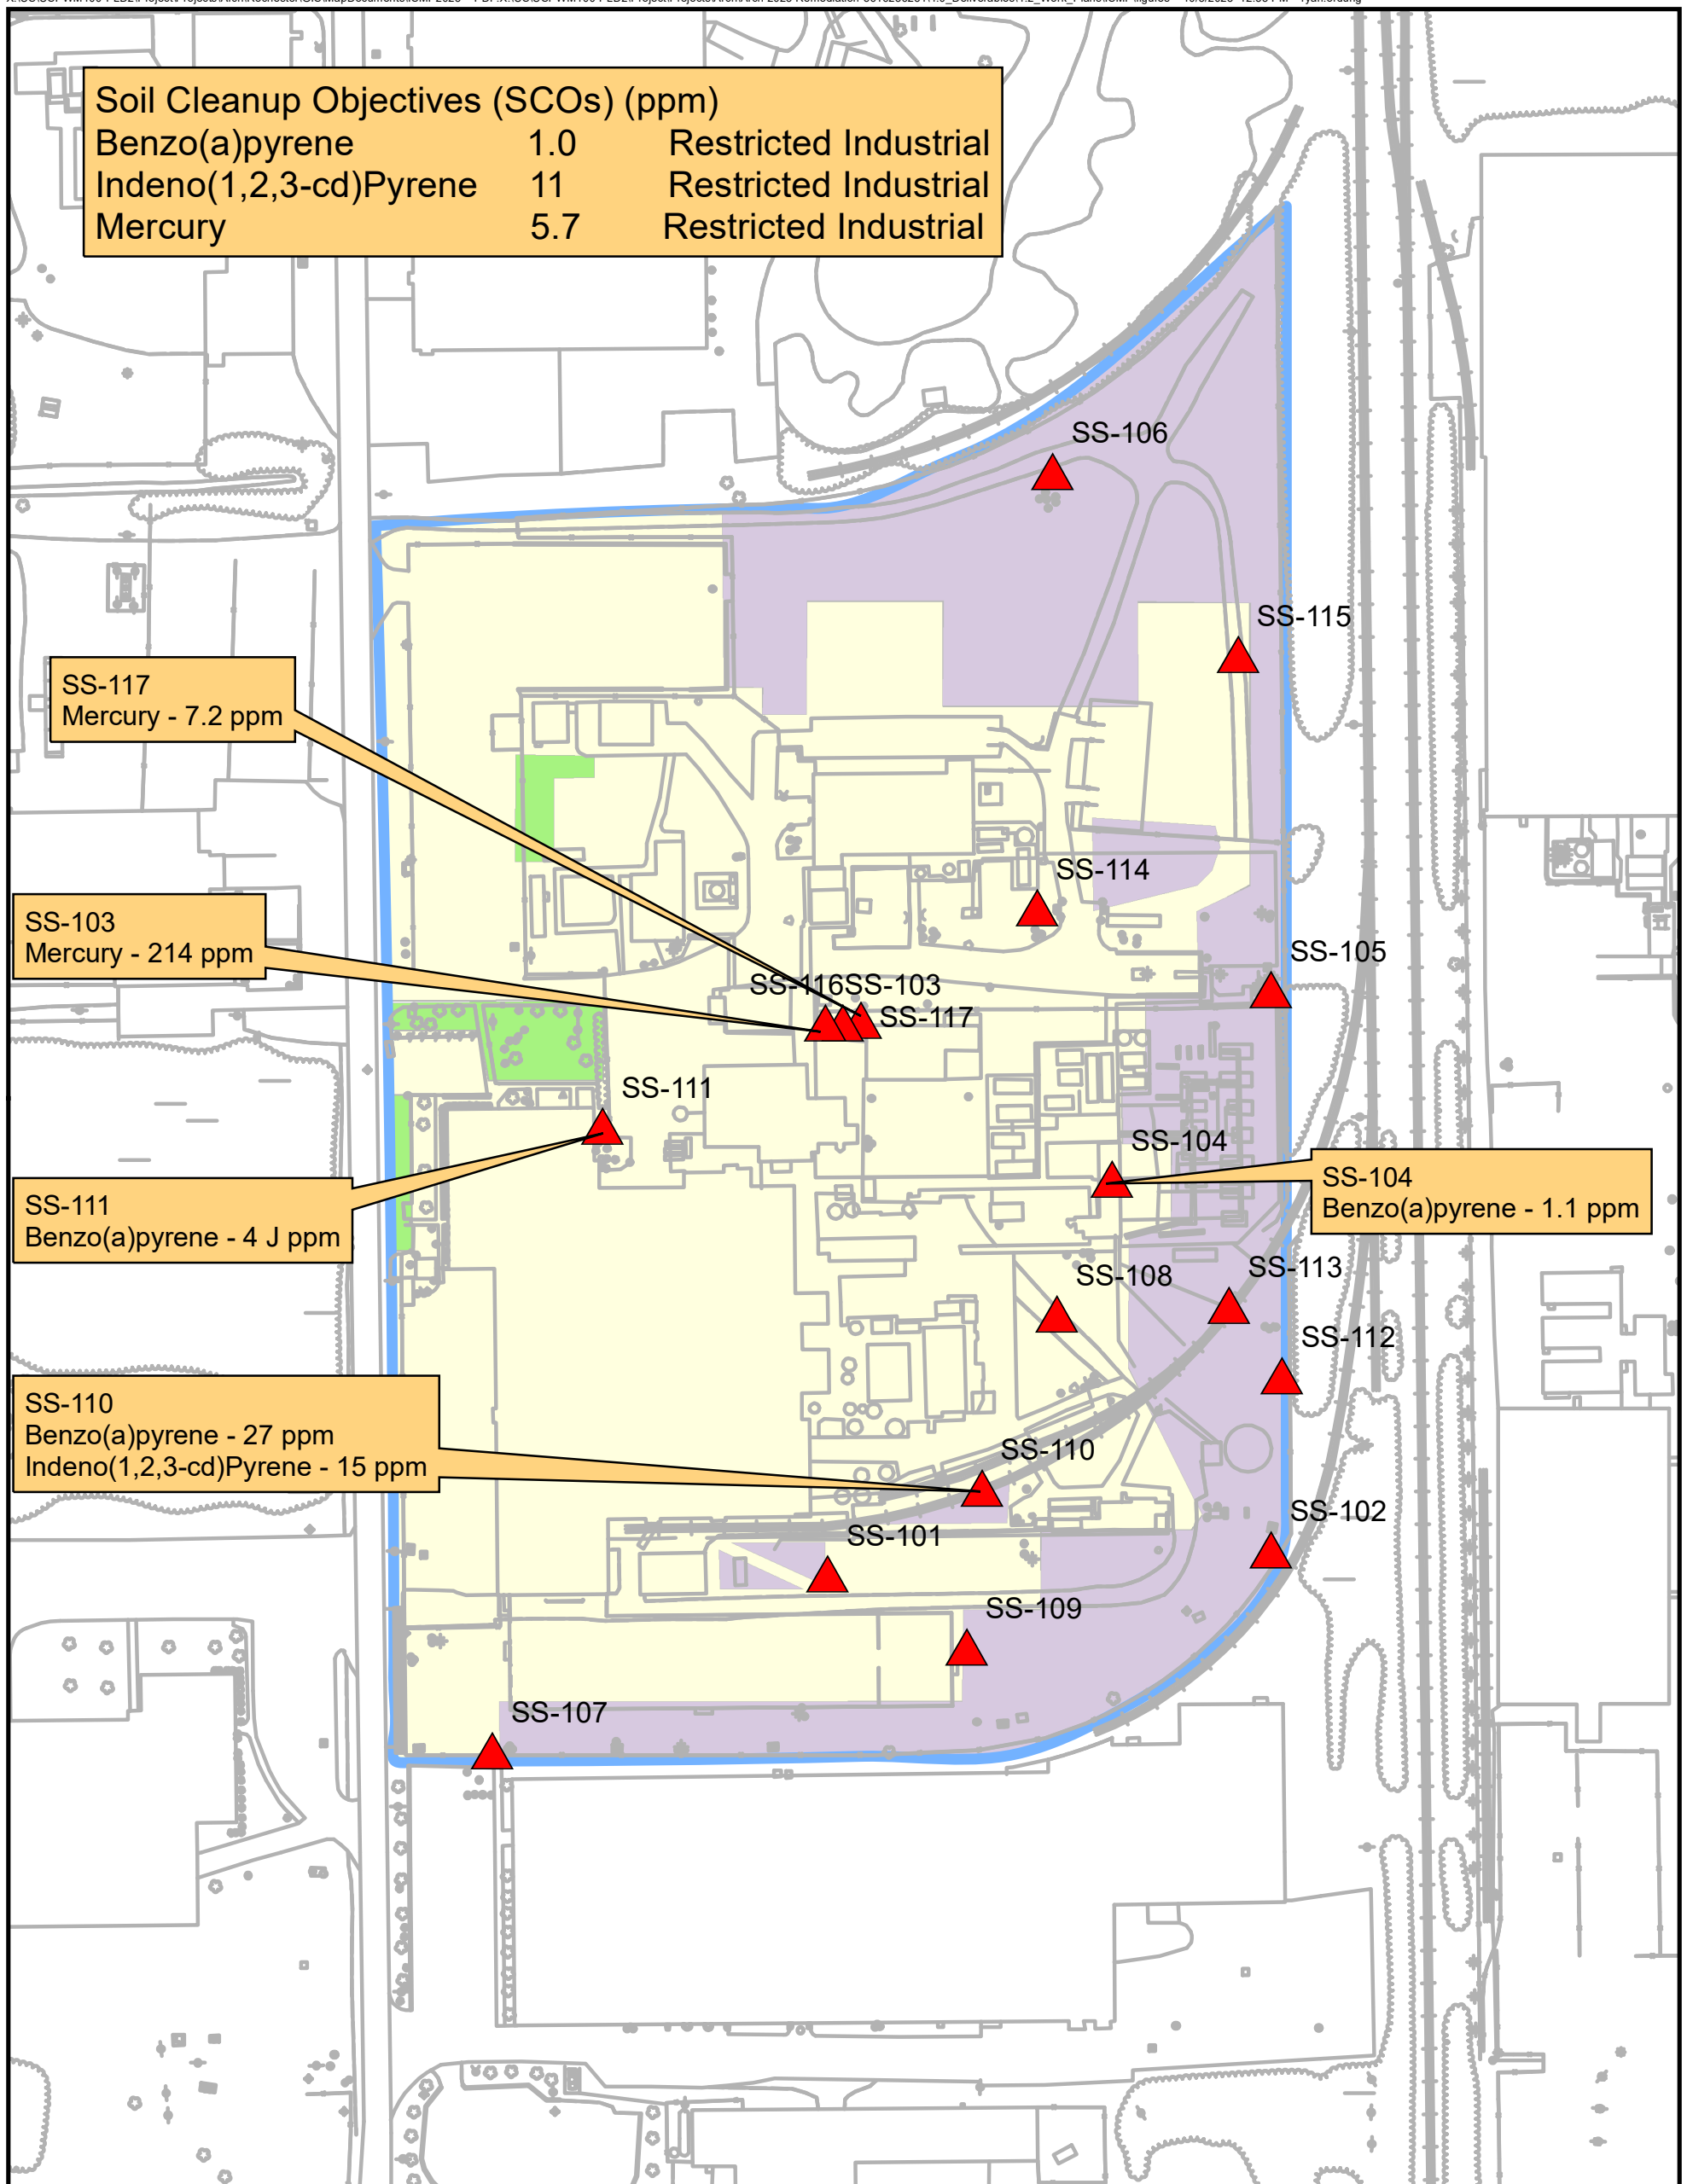 Soil Cleanup Objectives (SCOs) (ppm)
Benzo(a)pyrene 1.0 Restricted Industrial
Indeno(1,2,3-cd)Pyrene 11 Restricted Industrial
Mercury 5.7 Restricted Industrial
SS-106
SS-115
SS-117
Mercury - 7.2 ppm
SS-114
SS-103
Mercury - 214 ppm
SS-105
SS-116
SS-103
SS-117
SS-111
SS-104
SS-104
Benzo(a)pyrene - 1.1 ppm
SS-111
Benzo(a)pyrene - 4 J ppm
SS-108
SS-113
SS-112
SS-110
Benzo(a)pyrene - 27 ppm
Indeno(1,2,3-cd)Pyrene - 15 ppm
SS-110
SS-102
SS-101
SS-109
SS-107